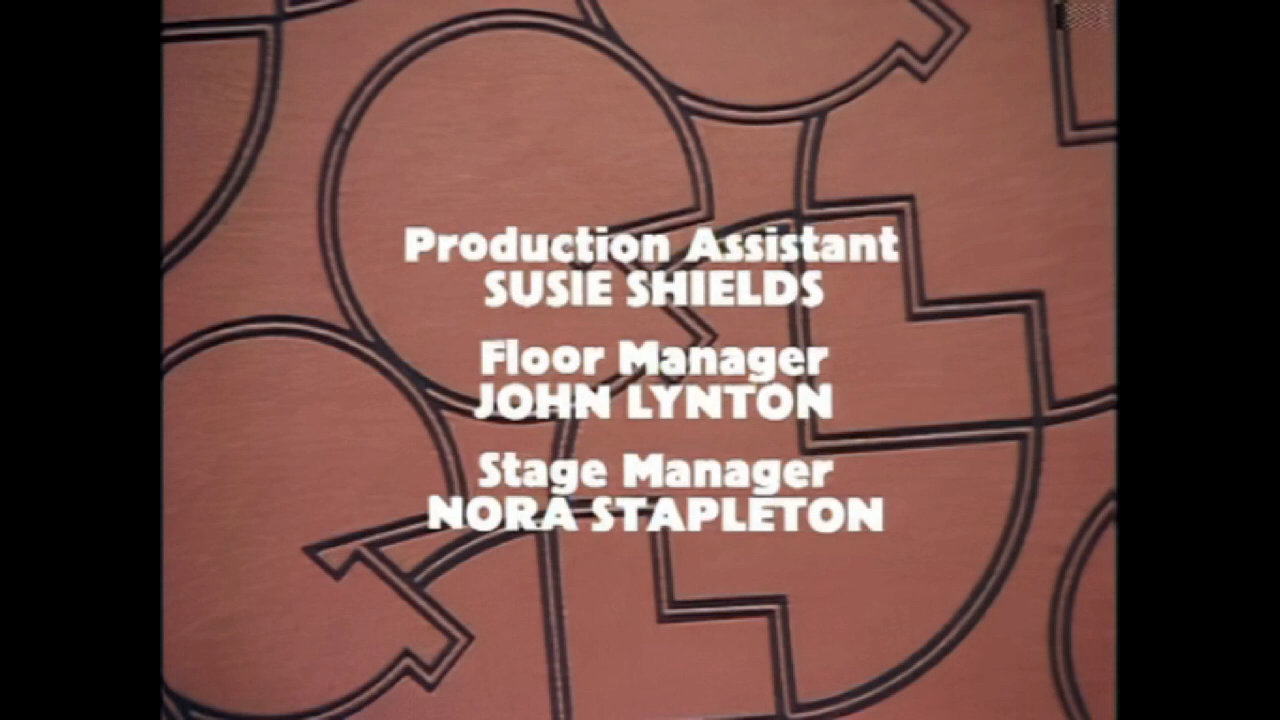 Production Assistant
SUSIE SHIELDS
Floor Manager
JOHN LYNTON
Stage Manager
NORA STAPLETON